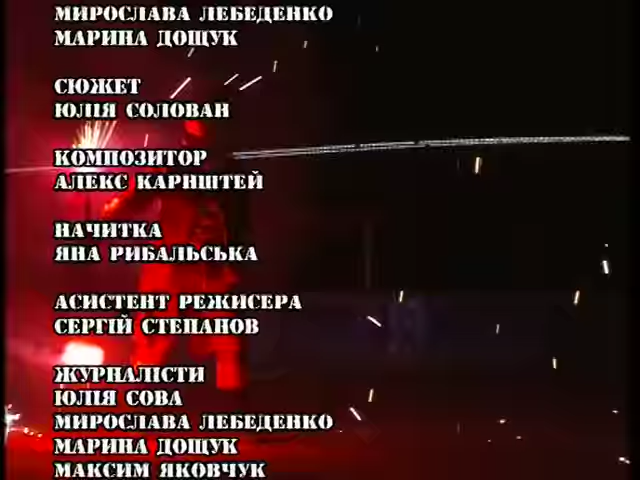 МИРОСЛАВА ЛЕБЕДЕНКО
МАРИНА ДОЩУК
СЮЖЕТ
ЮЛІЯ СОЛОВАН
КОМПОЗИТОР
АЛЕКС КАРНШТЕЙ
НАЧИТКА
ЯНА РИБАЛЬСЬКА
АСИСТЕНТ РЕЖИСЕРА
СЕРГІЙ СТЕПАНОВ
ЖУРНАЛІСТИ
ЮЛІЯ СОВА
МИРОСЛАВА ЛЕБЕДЕНКО
МАРИНА ДОЩУК
МАКСИМ ЯКОВЧУК